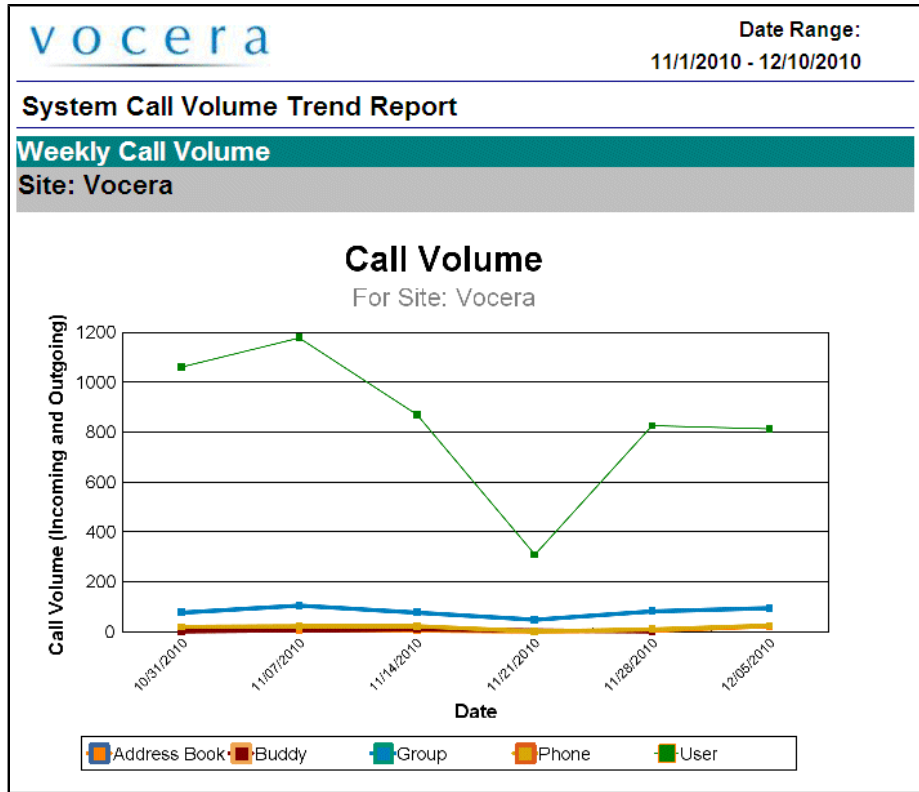 vocera
Date Range:
11/1/2010 - 12/10/2010
System Call Volume Trend Report
Weekly Call Volume
Site: Vocera
Call Volume
For Site: Vocera
Call Volume (Incoming and Outgoing)
1200
1000
800
600
400
200
0
10/31/2010
11/07/2010
11/14/2010
11/21/2010
11/28/2010
12/05/2010
Date
Address Book Buddy Group Phone User